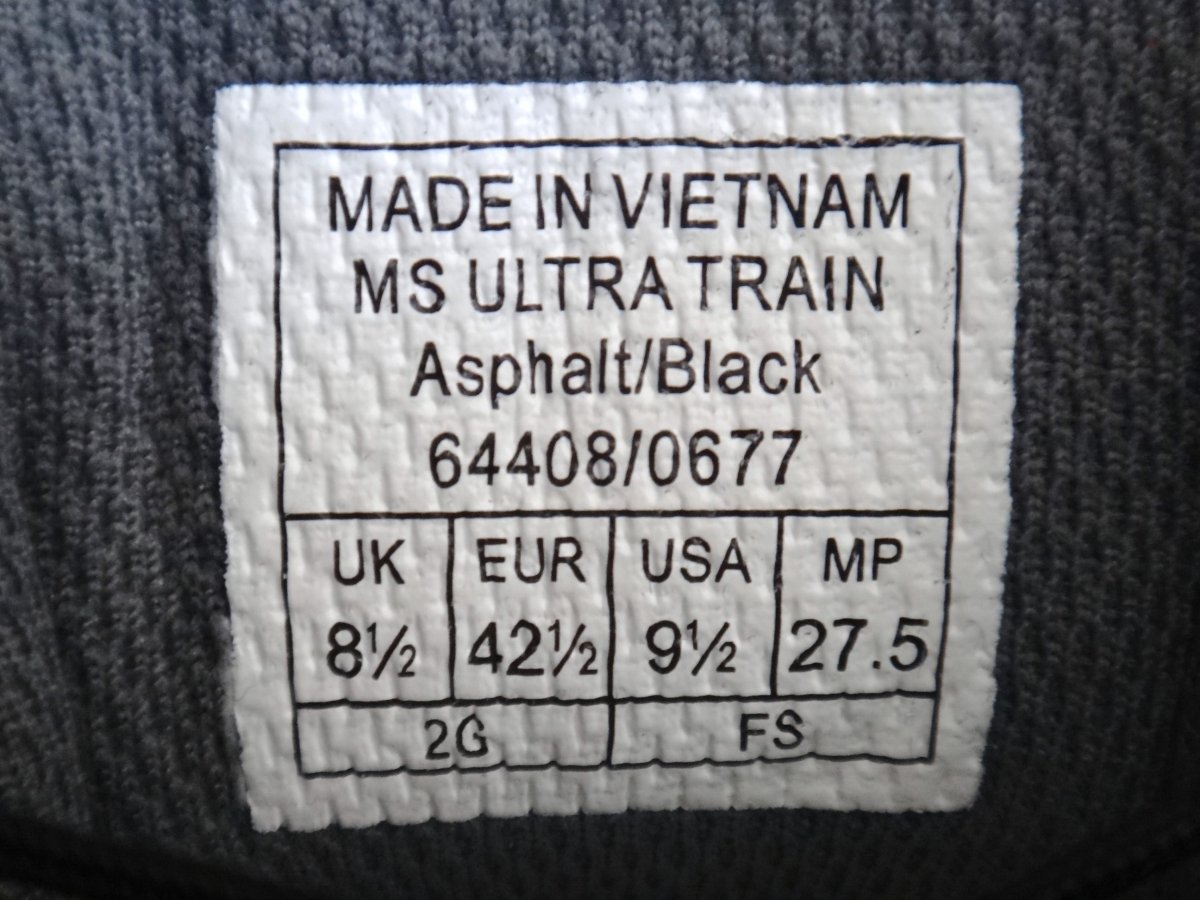 MADE IN VIETNAM
MS ULTRA TRAIN
Asphalt/Black
64408/0677
UK EUR USA MP
8½ 42½ 9½ 27.5
2G FS